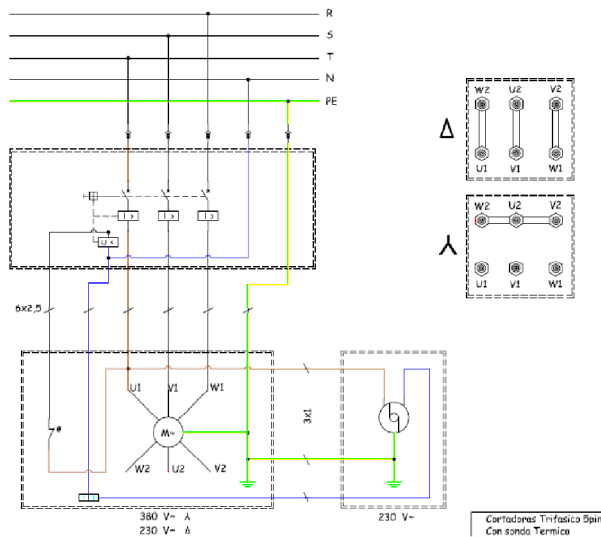 R
S
T
N
PE
W2 U2 V2
U1 V1 W1
W2 U2 V2
U1 V1 W1
I > I > I >
U <
6x2,5
U1 V1 W1
M~
W2 U2 V2
3x1
380 V~
230 V~
230 V~
Cortadoras Trifasico 5pin
Con sonda Termica